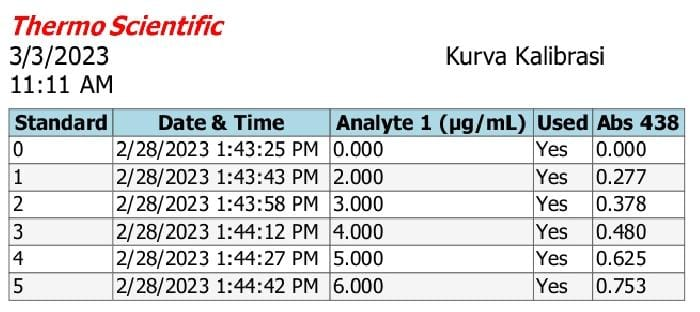 Thermo Scientific
3/3/2023 Kurva Kalibrasi
11:11 AM
Standard Date & Time Analyte 1 (µg/mL) Used Abs 438
0 2/28/2023 1:43:25 PM 0.000 Yes 0.000
1 2/28/2023 1:43:43 PM 2.000 Yes 0.277
2 2/28/2023 1:43:58 PM 3.000 Yes 0.378
3 2/28/2023 1:44:12 PM 4.000 Yes 0.480
4 2/28/2023 1:44:27 PM 5.000 Yes 0.625
5 2/28/2023 1:44:42 PM 6.000 Yes 0.753